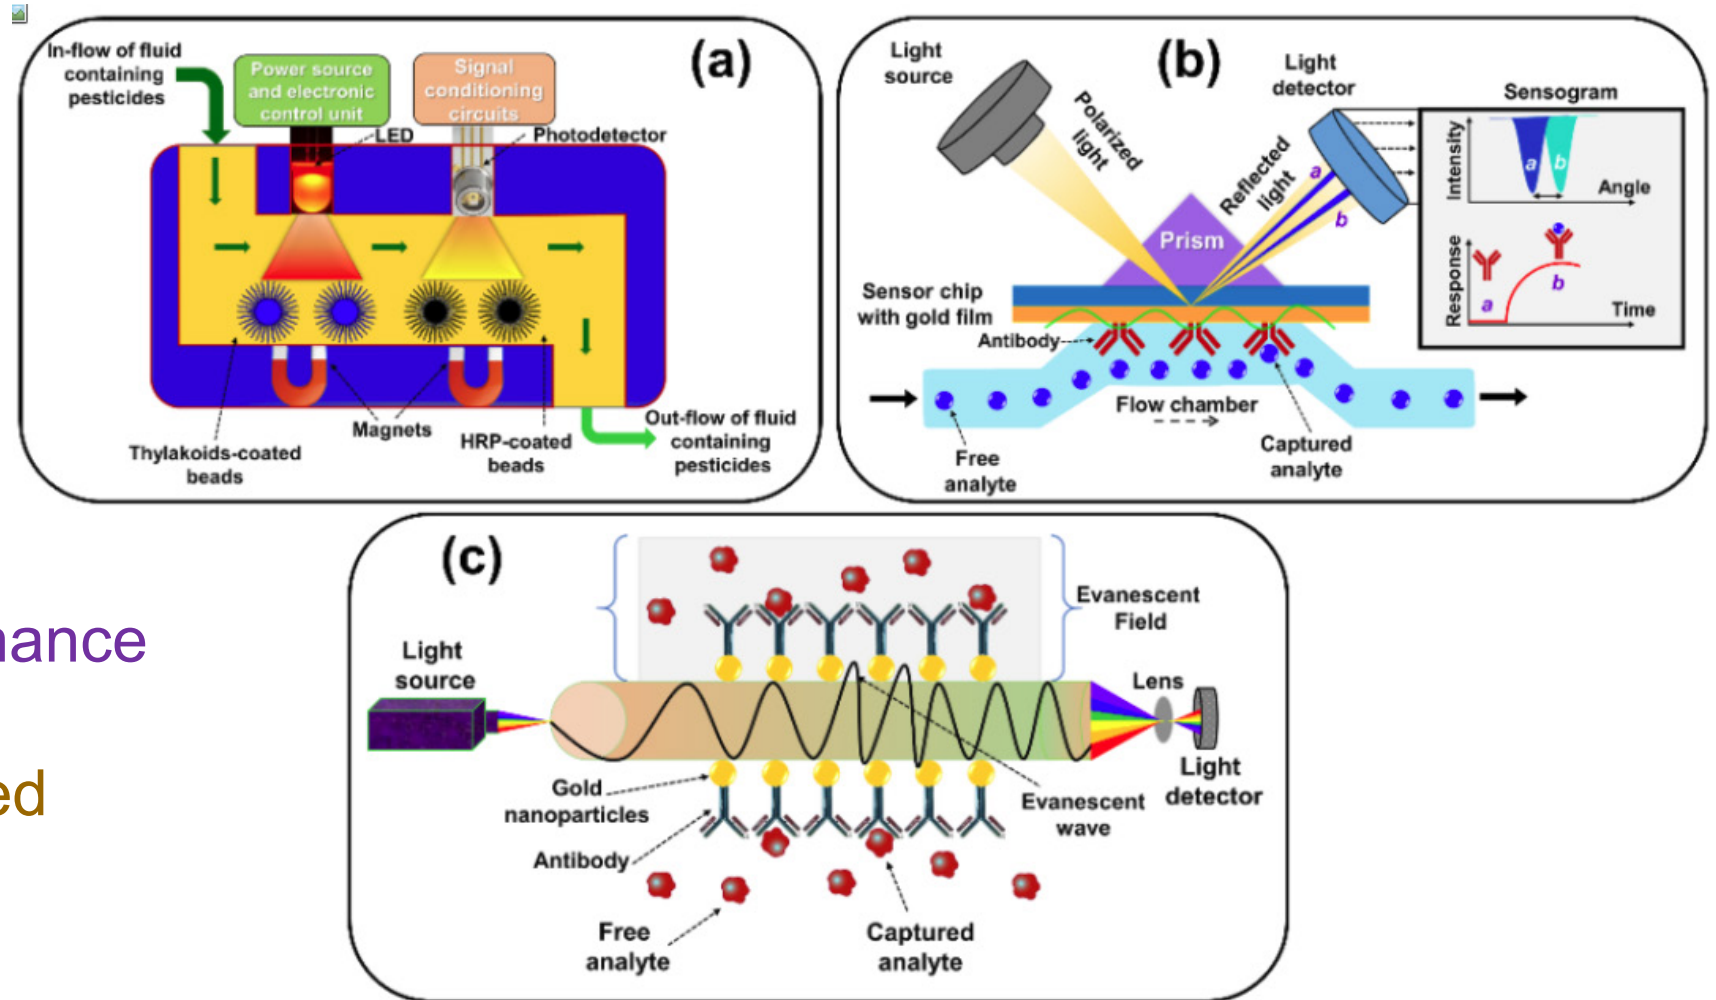 In-flow of fluid
containing
pesticides
Power source
and electronic
control unit
Signal
conditioning
circuits
(a)
LED
Photodetector
Thylakoids-coated
beads
Magnets
HRP-coated
beads
Out-flow of fluid
containing
pesticides
Light
source
(b)
Light
detector
Polarized
light
Reflected
light
a
b
Prism
Sensogram
Intensity
a
b
Angle
Response
a
b
Time
Sensor chip
with gold film
Antibody
Flow chamber
Free
analyte
Captured
analyte
(c)
Evanescent
Field
Light
source
Lens
Light
detector
Gold
nanoparticles
Evanescent
wave
Antibody
Free
analyte
Captured
analyte
nance
ed